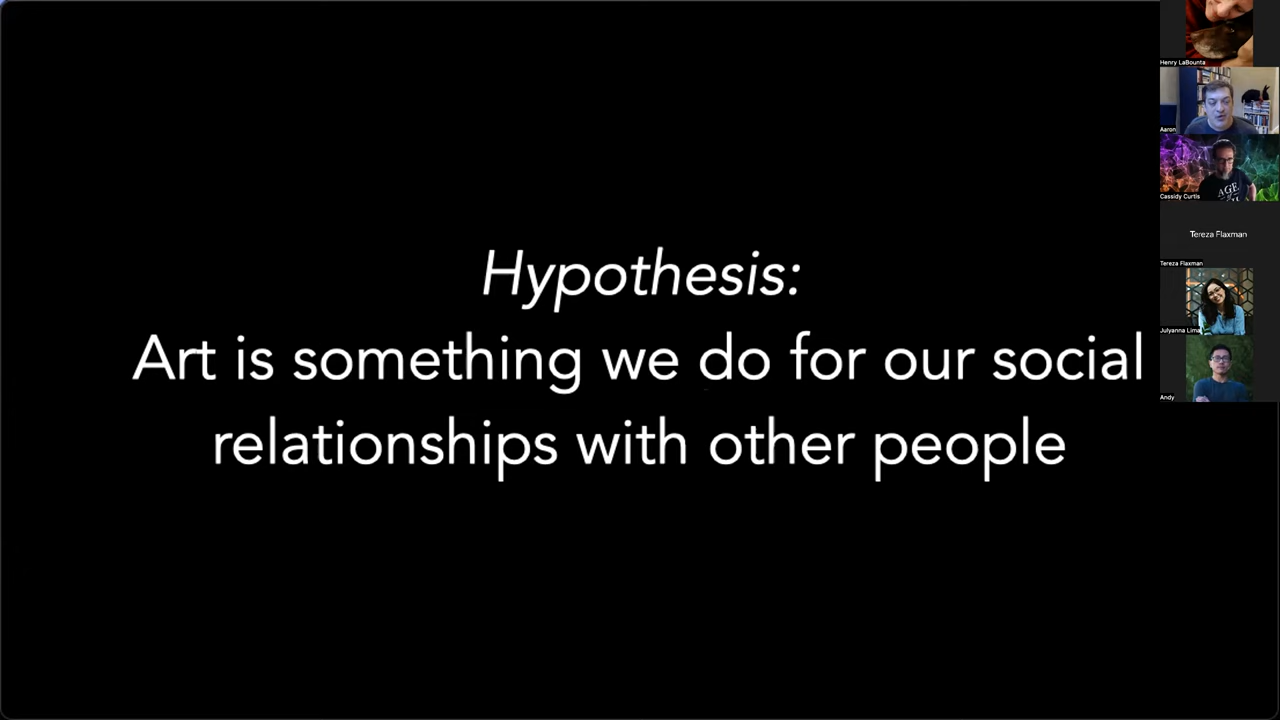 Hypothesis:
Art is something we do for our social
relationships with other people
Henry LaBounta
Aaron
AGE
Cassidy Curtis
Tereza Flaxman
Tereza Flaxman
Julyanna Lima
Andy